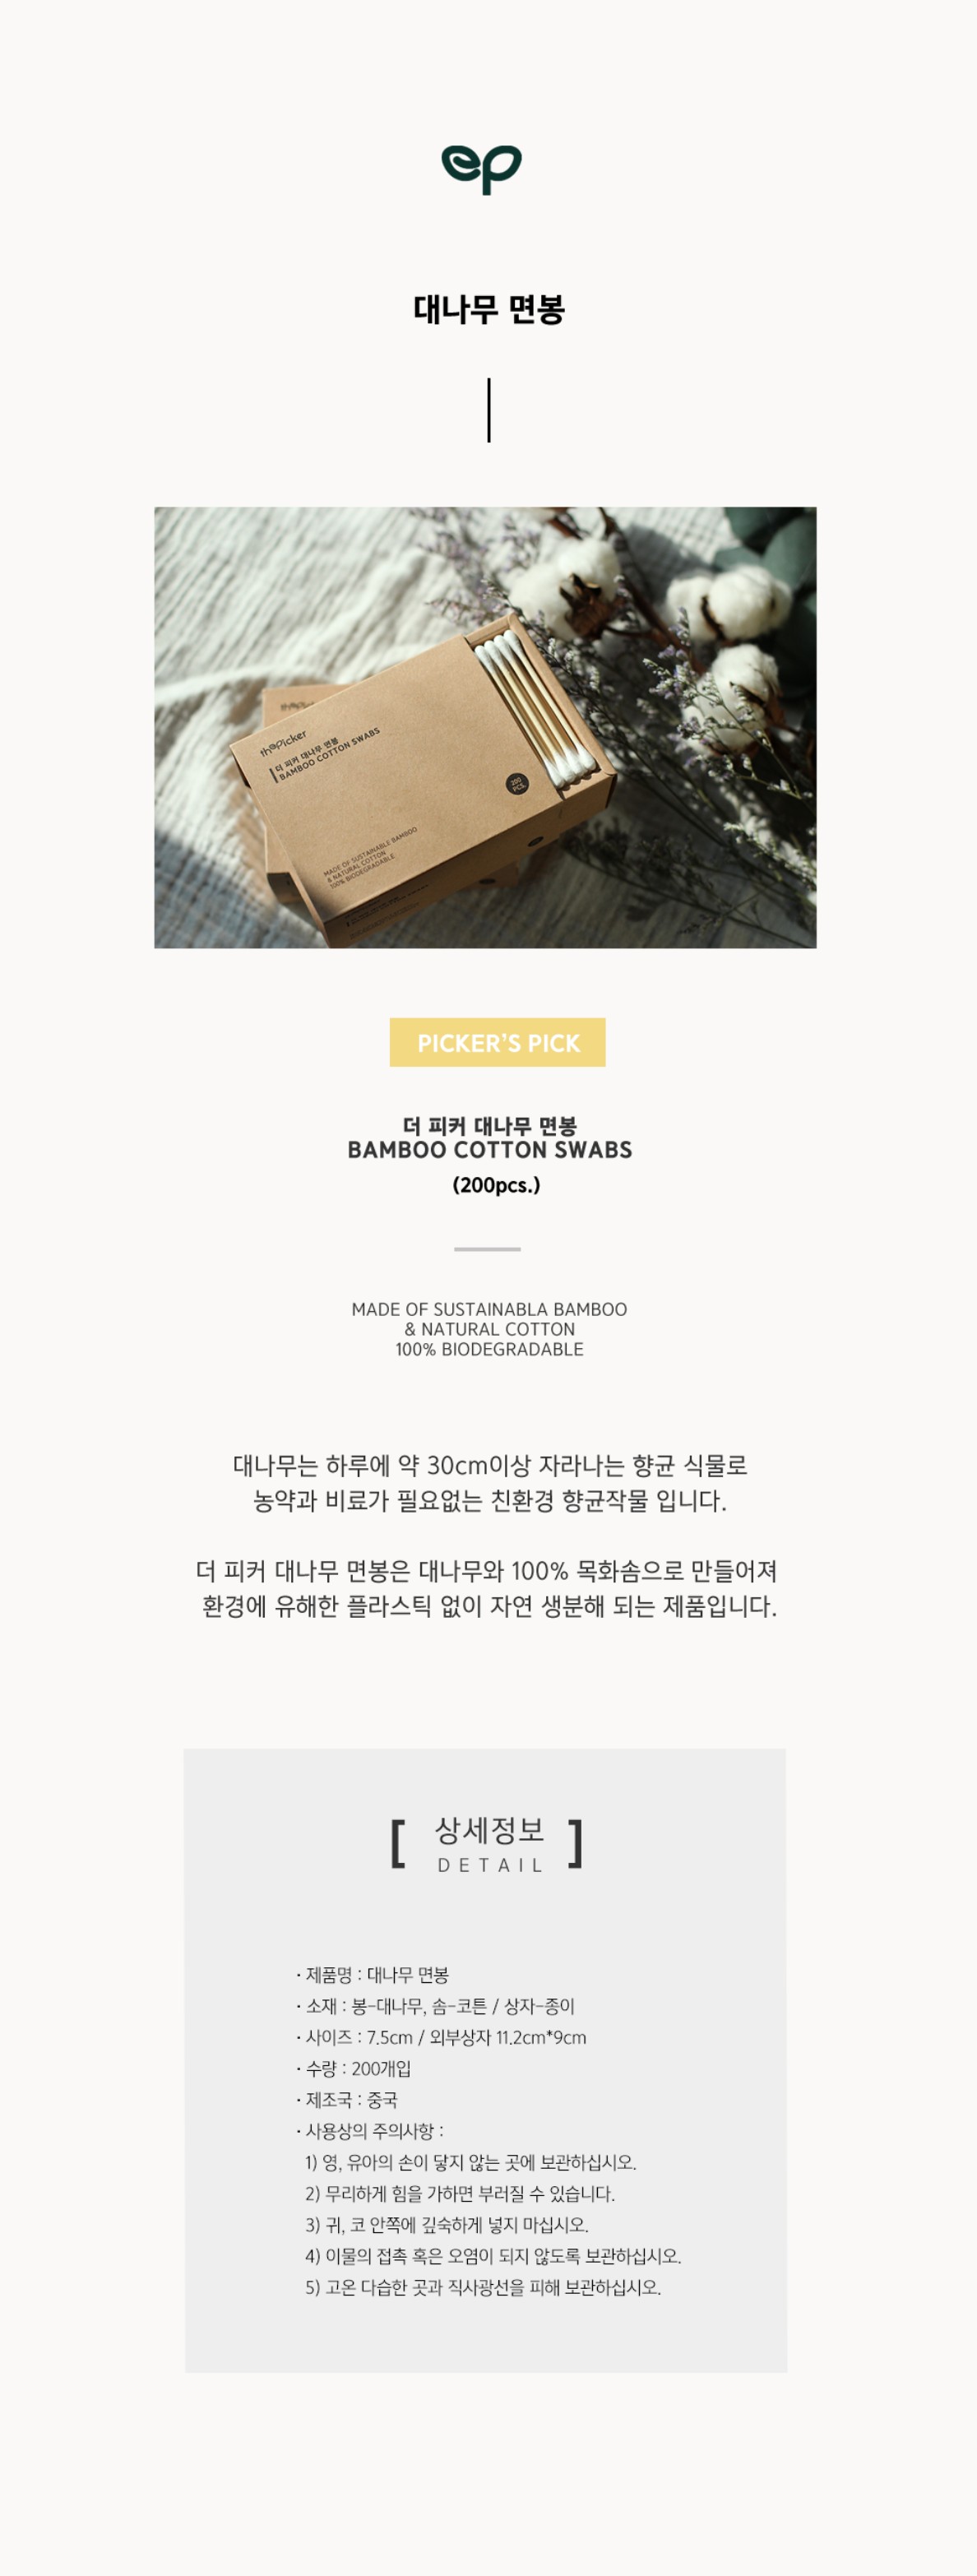 ep
대나무 면봉
thePicker
더 피커 대나무 면봉
BAMBOO COTTON SWABS
200
PCS.
MADE OF SUSTAINABLE BAMBOO
& NATURAL COTTON
100% BIODEGRADABLE
PICKER'S PICK
더 피커 대나무 면봉
BAMBOO COTTON SWABS
(200pcs.)
MADE OF SUSTAINABLA BAMBOO
& NATURAL COTTON
100% BIODEGRADABLE
대나무는 하루에 약 30cm이상 자라나는 향균 식물로
농약과 비료가 필요없는 친환경 향균작물 입니다.
더 피커 대나무 면봉은 대나무와 100% 목화솜으로 만들어져
환경에 유해한 플라스틱 없이 자연 생분해 되는 제품입니다.
[ 상세정보 ]
DETAIL
· 제품명 : 대나무 면봉
· 소재 : 봉-대나무, 솜-코튼 / 상자-종이
· 사이즈 : 7.5cm / 외부상자 11.2cm*9cm
· 수량 : 200개입
· 제조국 : 중국
· 사용상의 주의사항 :
1) 영, 유아의 손이 닿지 않는 곳에 보관하십시오.
2) 무리하게 힘을 가하면 부러질 수 있습니다.
3) 귀, 코 안쪽에 깊숙하게 넣지 마십시오.
4) 이물의 접촉 혹은 오염이 되지 않도록 보관하십시오.
5) 고온 다습한 곳과 직사광선을 피해 보관하십시오.